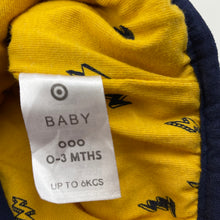 BABY
000
0-3 MTHS
UP TO 6KGS